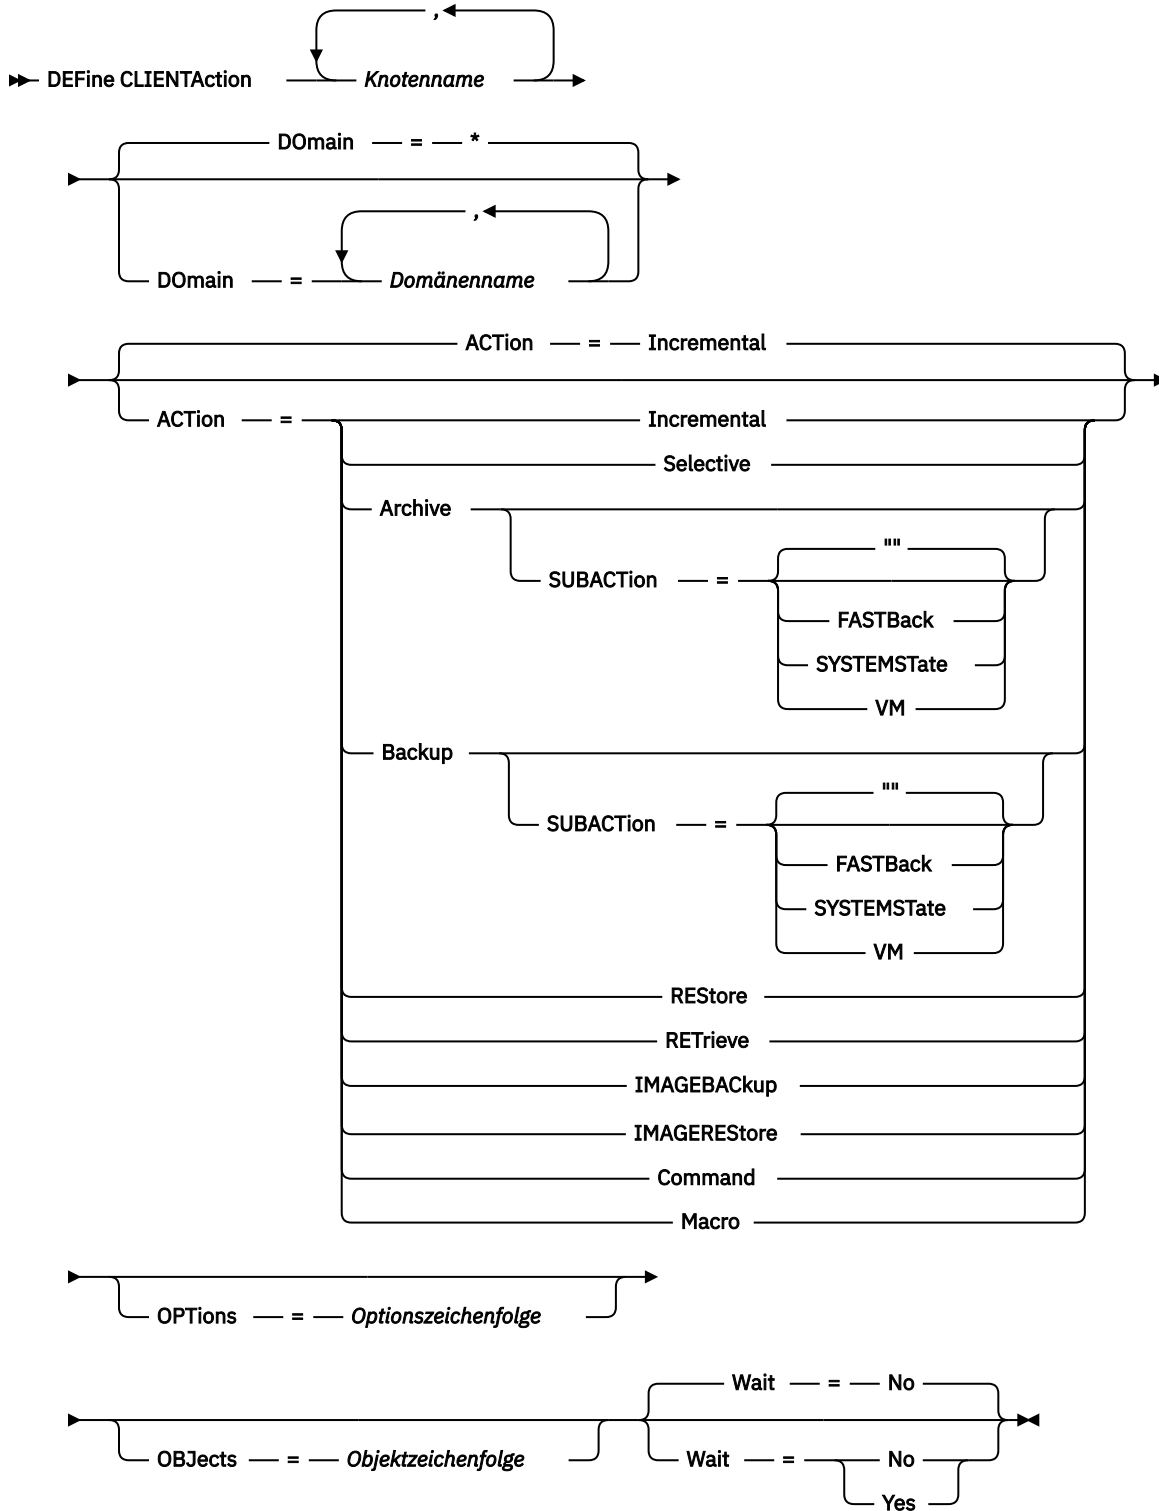 ,
DEFine CLIENTAction Knotenname
DOmain = *
,
DOmain = Domänenname
ACTion = Incremental
ACTion = Incremental
Selective
Archive
""
SUBACTion =
FASTBack
SYSTEMSTate
VM
Backup
""
SUBACTion =
FASTBack
SYSTEMSTate
VM
REStore
RETrieve
IMAGEBACkup
IMAGEREStore
Command
Macro
OPTions = Optionszeichenfolge
Wait = No
OBJects = Objektzeichenfolge Wait = No
Yes